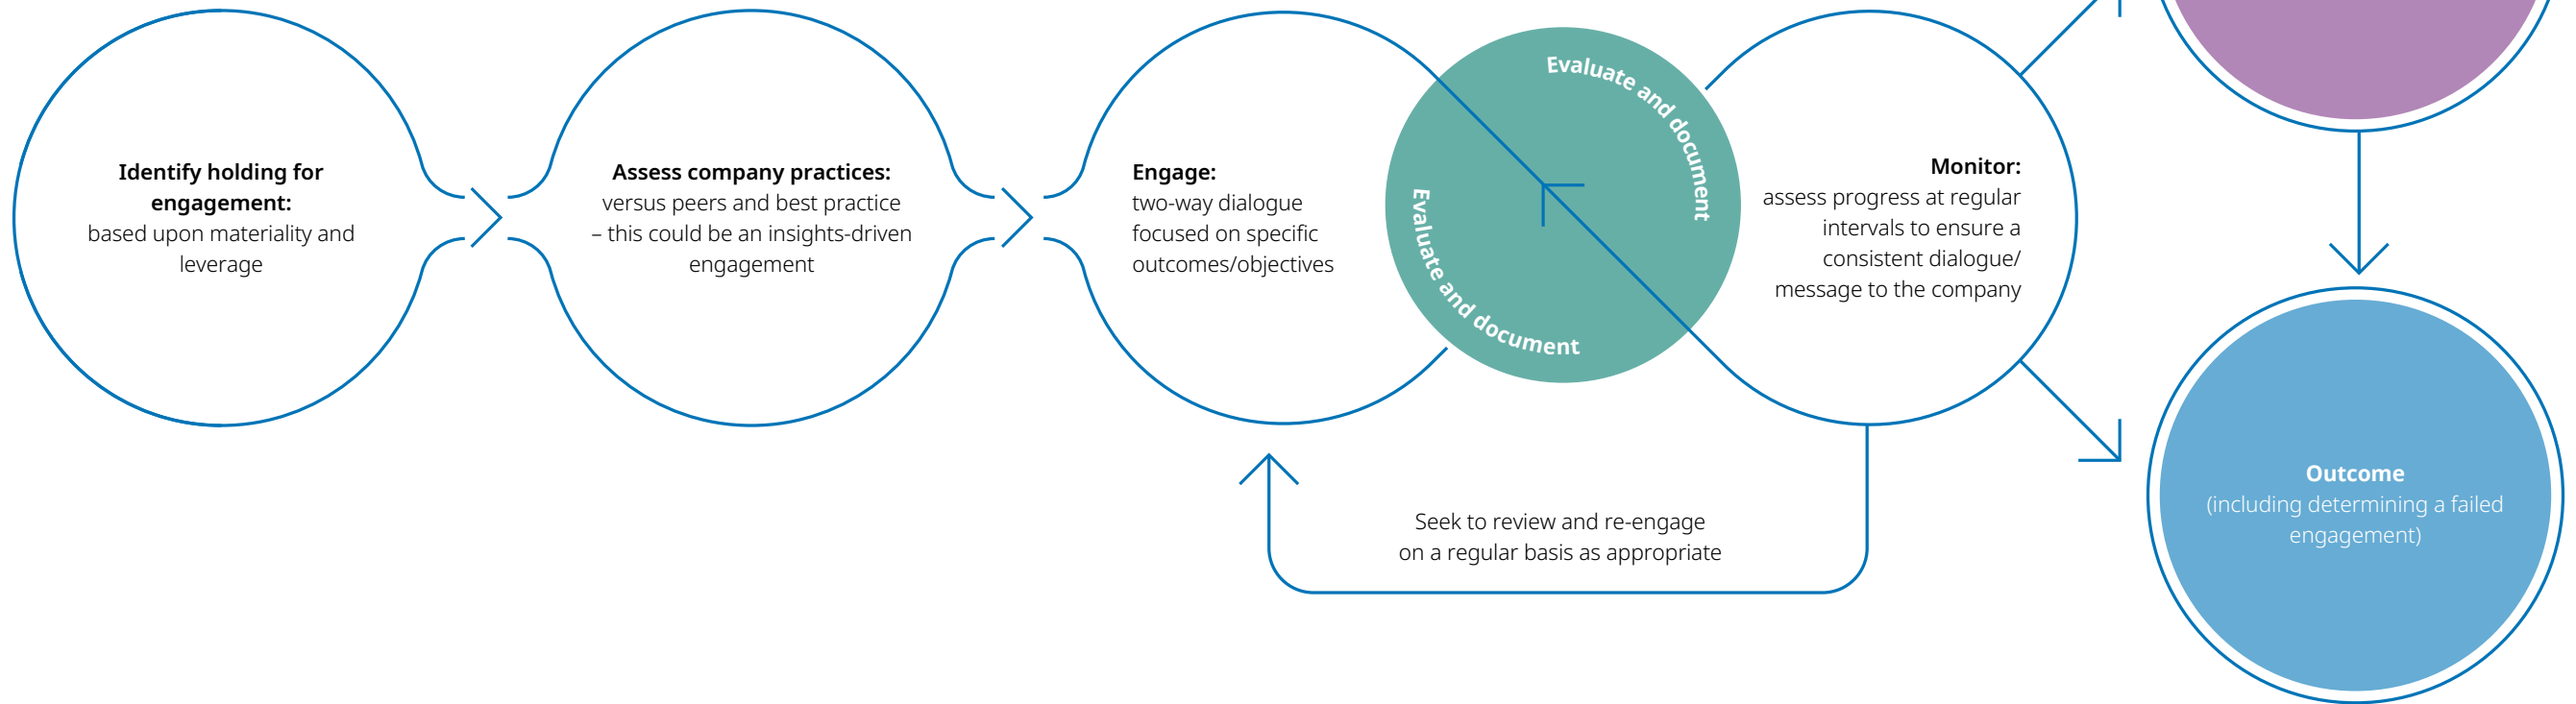 Identify holding for
engagement:
based upon materiality and
leverage
Assess company practices:
versus peers and best practice
– this could be an insights-driven
engagement
Engage:
two-way dialogue
focused on specific
outcomes/objectives
Evaluate and document
Evaluate and document
Monitor:
assess progress at regular
intervals to ensure a
consistent dialogue/
message to the company
Seek to review and re-engage
on a regular basis as appropriate
Outcome
(including determining a failed
engagement)